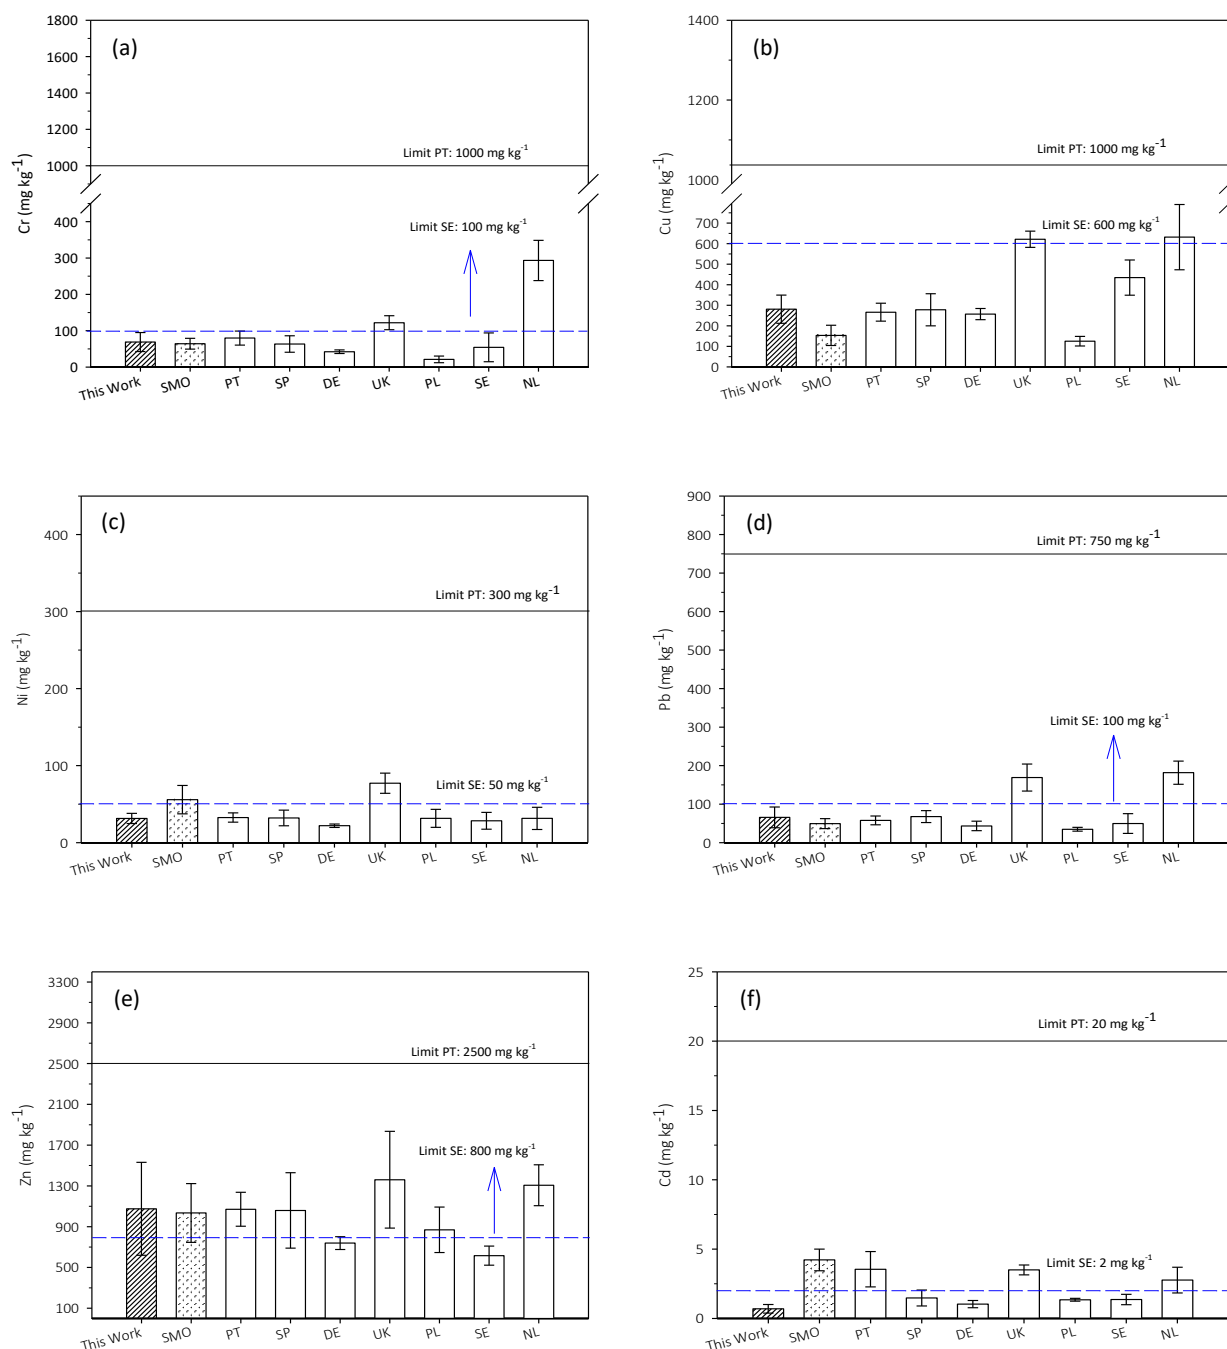 (a)
Cr (mg kg⁻¹)
1800
1600
1400
1200
1000
400
300
200
100
0
Limit PT: 1000 mg kg⁻¹
Limit SE: 100 mg kg⁻¹
This Work SMO PT SP DE UK PL SE NL
(b)
Cu (mg kg⁻¹)
1400
1200
1000
700
600
500
400
300
200
100
0
Limit PT: 1000 mg kg⁻¹
Limit SE: 600 mg kg⁻¹
This Work SMO PT SP DE UK PL SE NL
(c)
Ni (mg kg⁻¹)
400
300
200
100
0
Limit PT: 300 mg kg⁻¹
Limit SE: 50 mg kg⁻¹
This Work SMO PT SP DE UK PL SE NL
(d)
Pb (mg kg⁻¹)
900
800
700
600
500
400
300
200
100
0
Limit PT: 750 mg kg⁻¹
Limit SE: 100 mg kg⁻¹
This Work SMO PT SP DE UK PL SE NL
(e)
Zn (mg kg⁻¹)
3300
2900
2500
2100
1700
1300
900
500
100
Limit PT: 2500 mg kg⁻¹
Limit SE: 800 mg kg⁻¹
This Work SMO PT SP DE UK PL SE NL
(f)
Cd (mg kg⁻¹)
25
20
15
10
5
0
Limit PT: 20 mg kg⁻¹
Limit SE: 2 mg kg⁻¹
This Work SMO PT SP DE UK PL SE NL